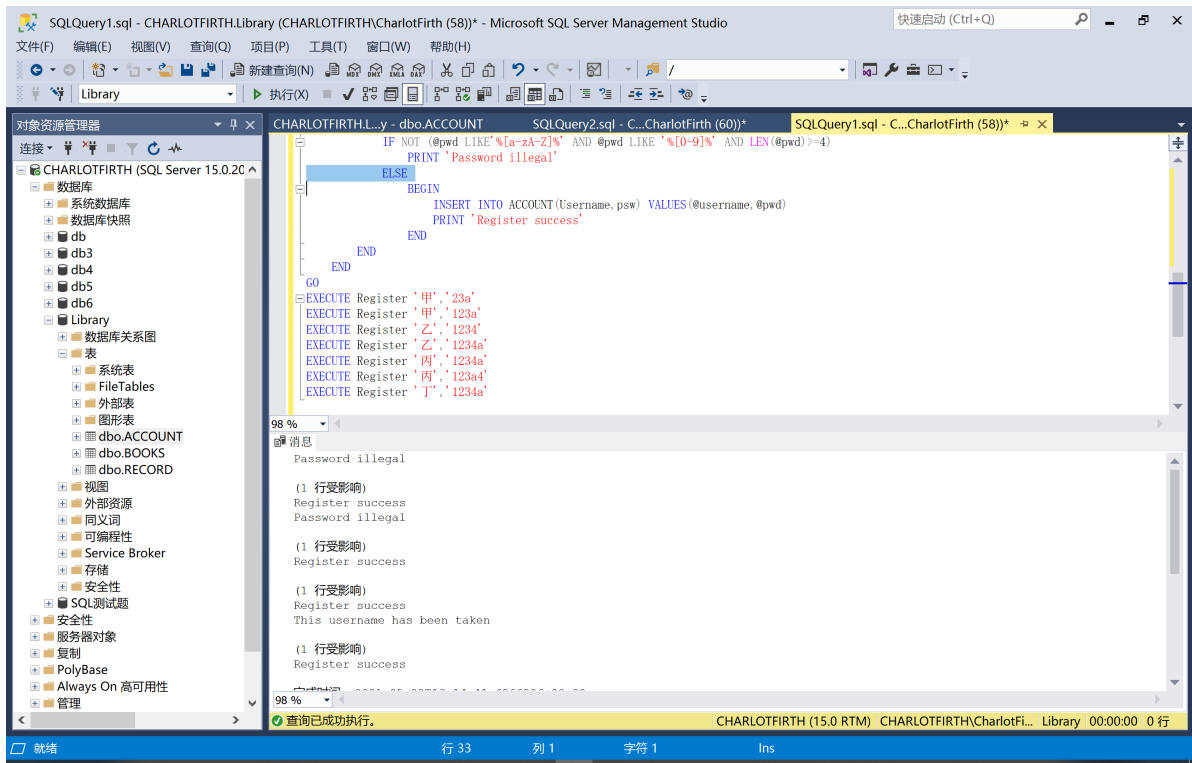 SQLQuery1.sql - CHARLOTFIRTH.Library (CHARLOTFIRTH\CharlotFirth (58))* - Microsoft SQL Server Management Studio
快速启动 (Ctrl+Q)
文件(F) 编辑(E) 视图(V) 查询(Q) 项目(P) 工具(T) 窗口(W) 帮助(H)
新建查询(N) MDX DMX XMLA DAX /
Library 执行(X)
对象资源管理器
连接
CHARLOTFIRTH (SQL Server 15.0.20
数据库
系统数据库
数据库快照
db
db3
db4
db5
db6
Library
数据库关系图
表
系统表
FileTables
外部表
图形表
dbo.ACCOUNT
dbo.BOOKS
dbo.RECORD
视图
外部资源
同义词
可编程性
Service Broker
存储
安全性
SQL测试题
安全性
服务器对象
复制
PolyBase
Always On 高可用性
管理
CHARLOTFIRTH.L...y - dbo.ACCOUNT SQLQuery2.sql - C...CharlotFirth (60))* SQLQuery1.sql - C...CharlotFirth (58))*
IF NOT (@pwd LIKE'%[a-zA-Z]%' AND @pwd LIKE '%[0-9]%' AND LEN(@pwd)>=4)
PRINT 'Password illegal'
ELSE
BEGIN
INSERT INTO ACCOUNT(Username,psw) VALUES(@username,@pwd)
PRINT 'Register success'
END
END
END
GO
EXECUTE Register '甲','23a'
EXECUTE Register '甲','123a'
EXECUTE Register '乙','1234'
EXECUTE Register '乙','1234a'
EXECUTE Register '丙','1234a'
EXECUTE Register '丙','123a4'
EXECUTE Register '丁','1234a'
98 %
消息
Password illegal
(1 行受影响)
Register success
Password illegal
(1 行受影响)
Register success
(1 行受影响)
Register success
This username has been taken
(1 行受影响)
Register success
98 %
查询已成功执行。 CHARLOTFIRTH (15.0 RTM) CHARLOTFIRTH\CharlotFi... Library 00:00:00 0 行
就绪 行 33 列 1 字符 1 Ins